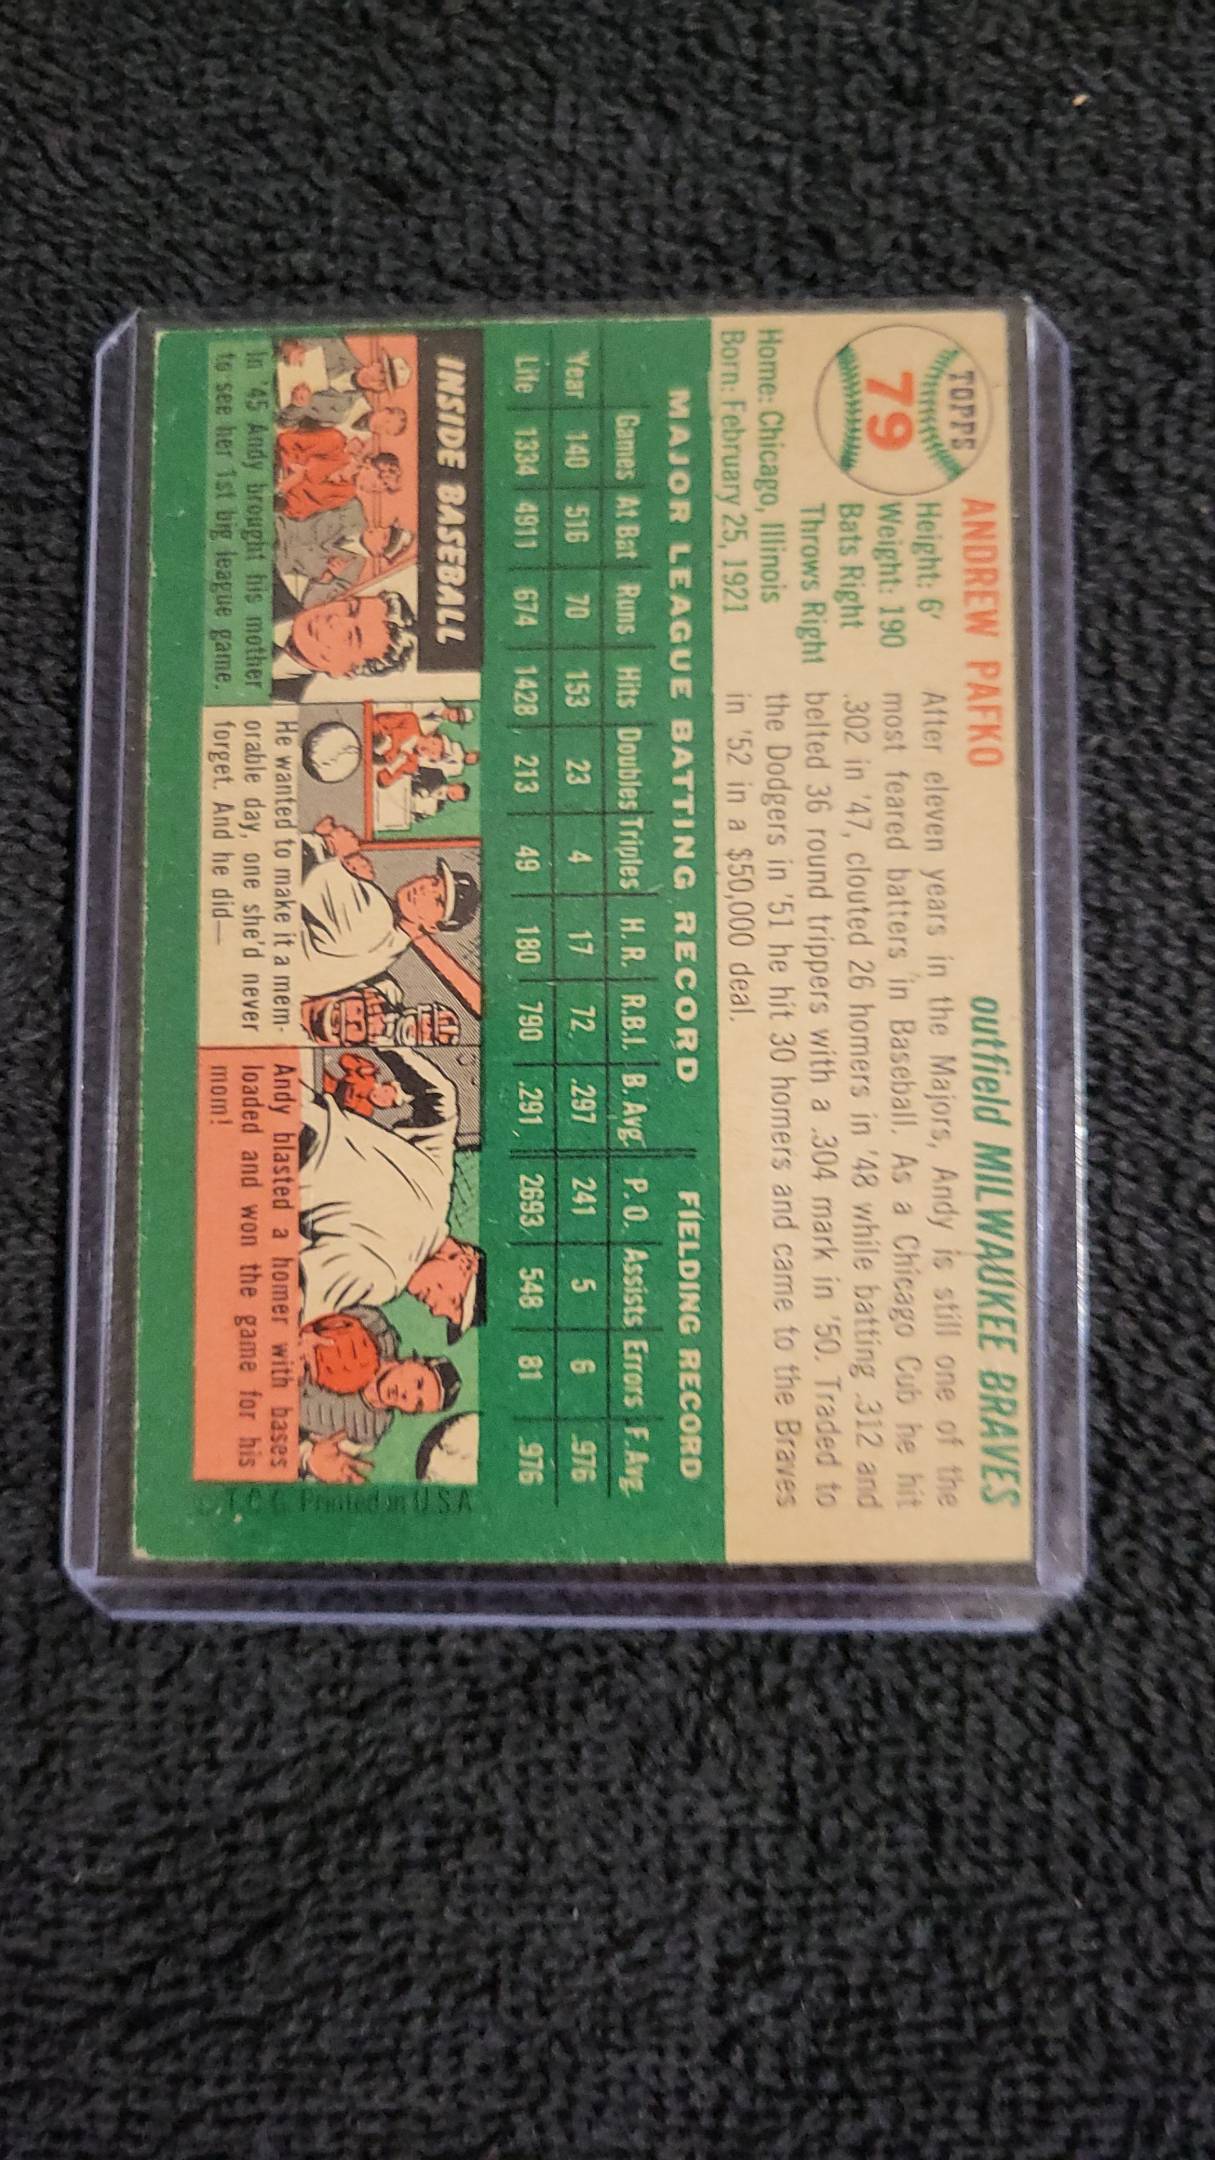 TOPPS
79
ANDREW PAFKO
outfield MILWAUKEE BRAVES
Height: 6'
Weight: 190
Bats Right
Throws Right
Home: Chicago, Illinois
Born: February 25, 1921
After eleven years in the Majors, Andy is still one of the
most feared batters in Baseball. As a Chicago Cub he hit
.302 in '47, clouted 26 homers in '48 while batting .312 and
belted 36 round trippers with a .304 mark in '50. Traded to
the Dodgers in '51 he hit 30 homers and came to the Braves
in '52 in a $50,000 deal.
MAJOR LEAGUE BATTING RECORD FIELDING RECORD
Games At Bat Runs Hits Doubles Triples H.R. R.B.I. B.Avg. P.O. Assists Errors F.Avg.
Year 140 516 70 153 23 4 17 72 .297 241 5 6 .976
Life 1334 4911 674 1428 213 49 180 790 .291 2693 548 81 .976
INSIDE BASEBALL
In '45 Andy brought his mother
to see her 1st big league game.
He wanted to make it a mem-
orable day, one she'd never
forget. And he did—
Andy blasted a homer with bases
loaded and won the game for his
mom!
© T.C.G. Printed in U.S.A